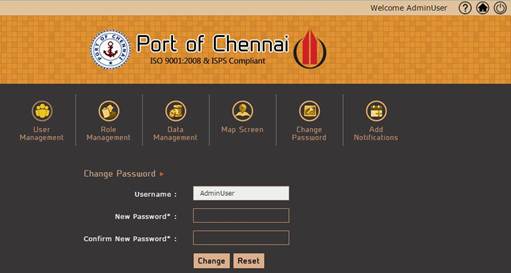 Welcome AdminUser ?
PORT OF CHENNAI
Port of Chennai
ISO 9001:2008 & ISPS Compliant
User Management
Role Management
Data Management
Map Screen
Change Password
Add Notifications
Change Password ▸
Username : AdminUser
New Password* :
Confirm New Password* :
Change Reset